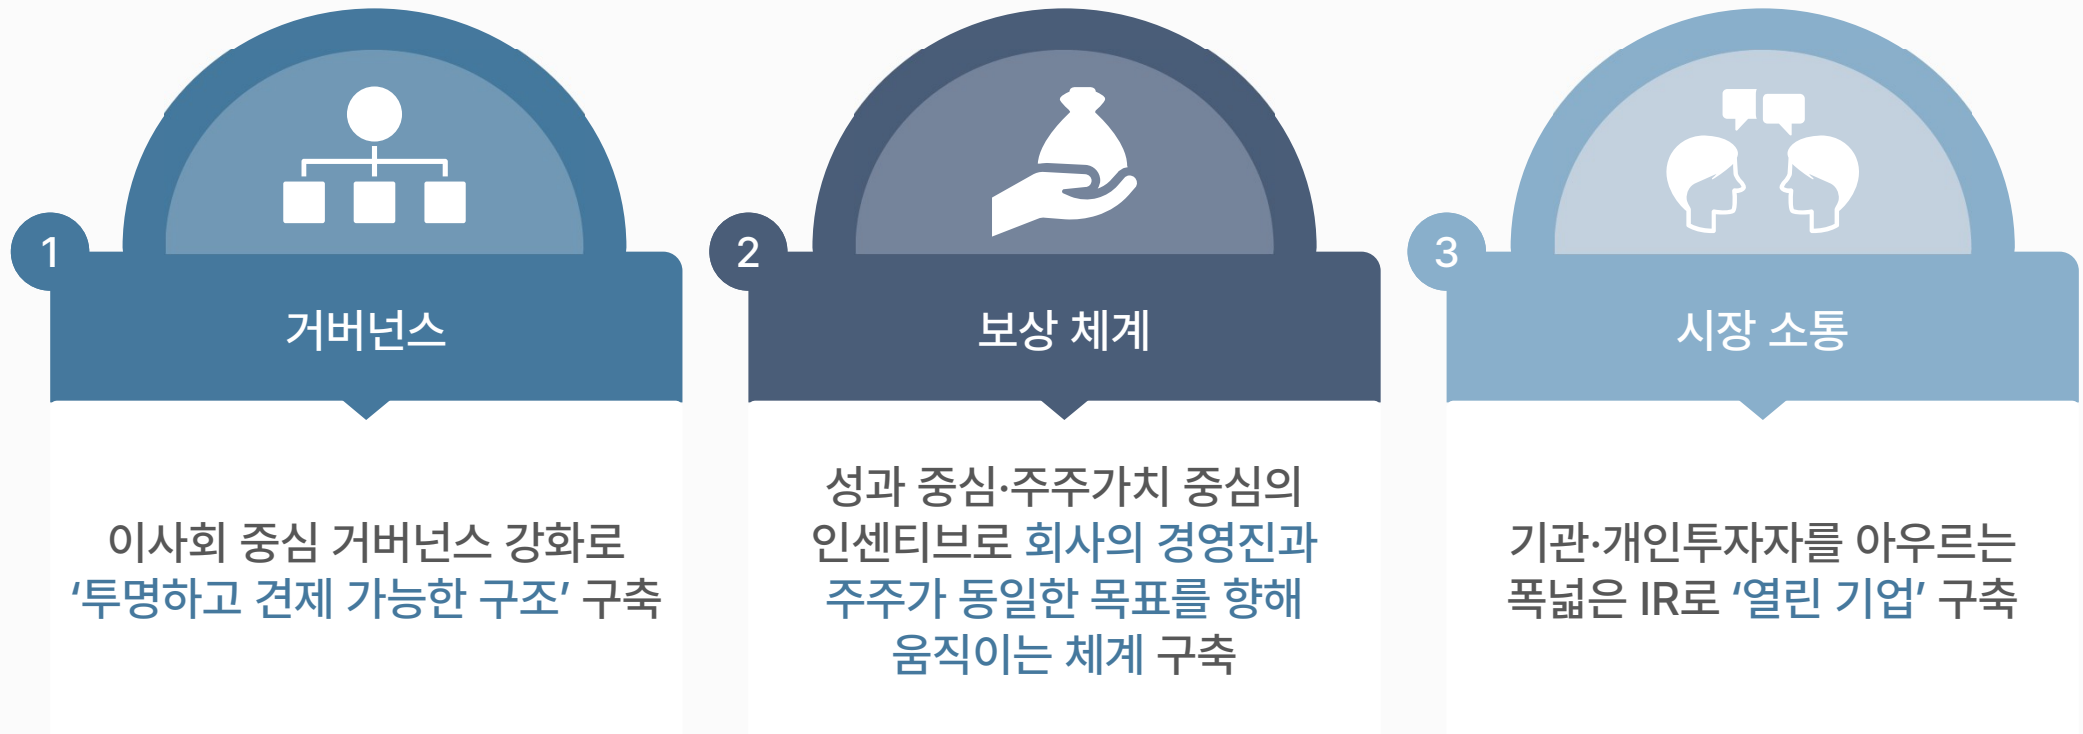 1
거버넌스
이사회 중심 거버넌스 강화로
‘투명하고 견제 가능한 구조’ 구축
2
보상 체계
성과 중심·주주가치 중심의
인센티브로 회사의 경영진과
주주가 동일한 목표를 향해
움직이는 체계 구축
3
시장 소통
기관·개인투자자를 아우르는
폭넓은 IR로 ‘열린 기업’ 구축